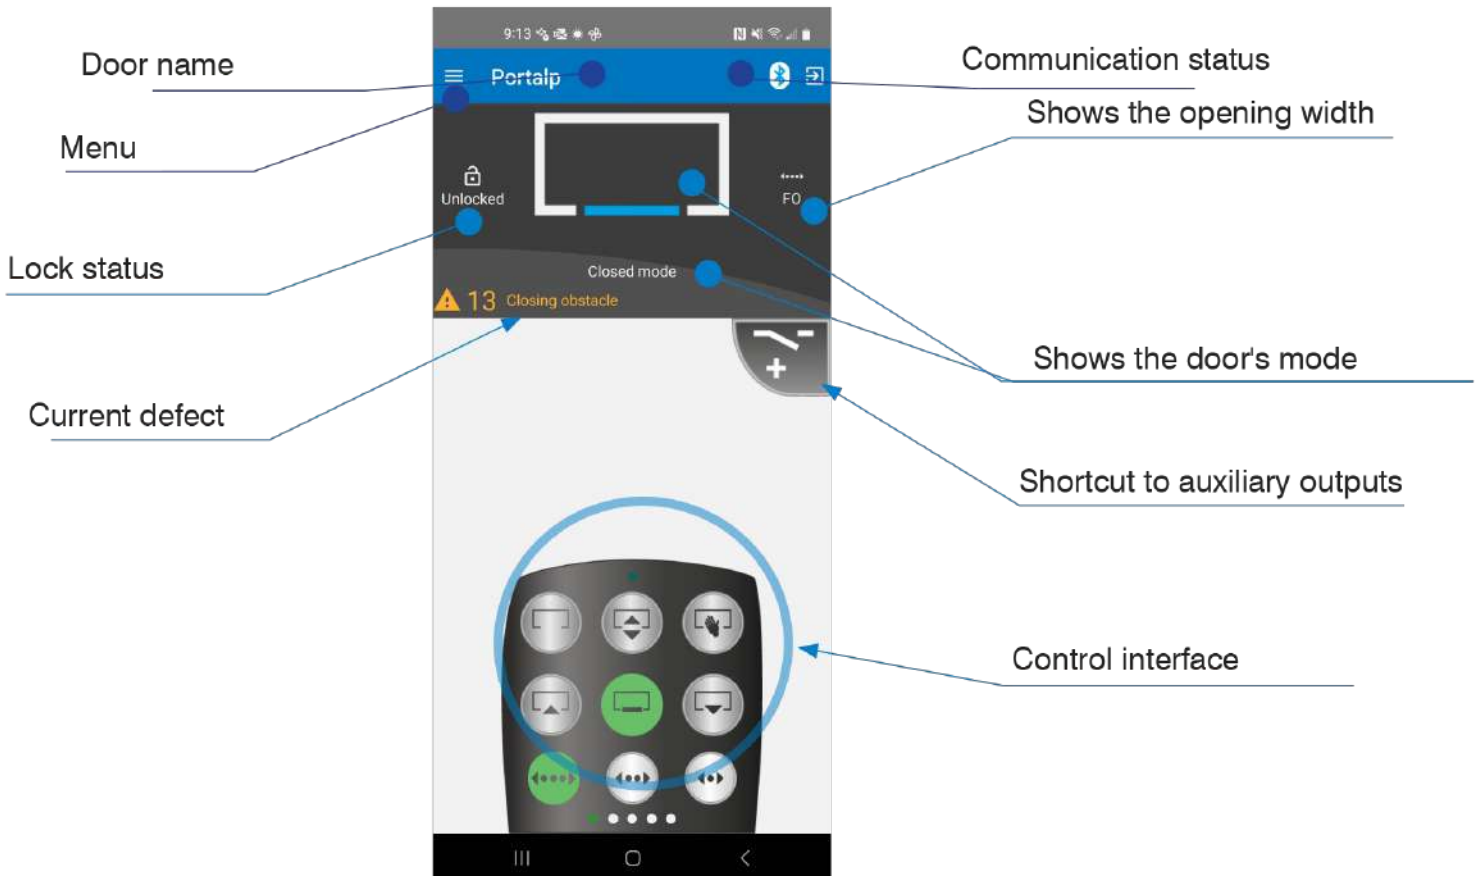 9:13
Door name
Communication status
Portalp
Shows the opening width
Menu
Unlocked
FO
Lock status
Closed mode
13 Closing obstacle
Shows the door's mode
Current defect
Shortcut to auxiliary outputs
Control interface